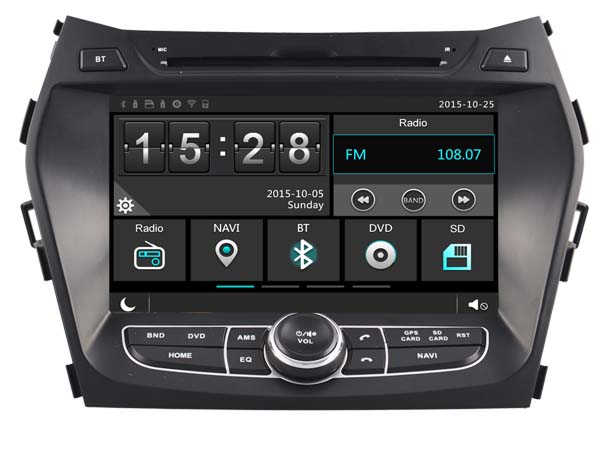 MIC
IR
BT
2015-10-25
15:28
Radio
FM 108.07
BAND
2015-10-05
Sunday
Radio NAVI BT DVD SD
BND DVD AMS VOL GPS CARD SD CARD RST
HOME EQ NAVI